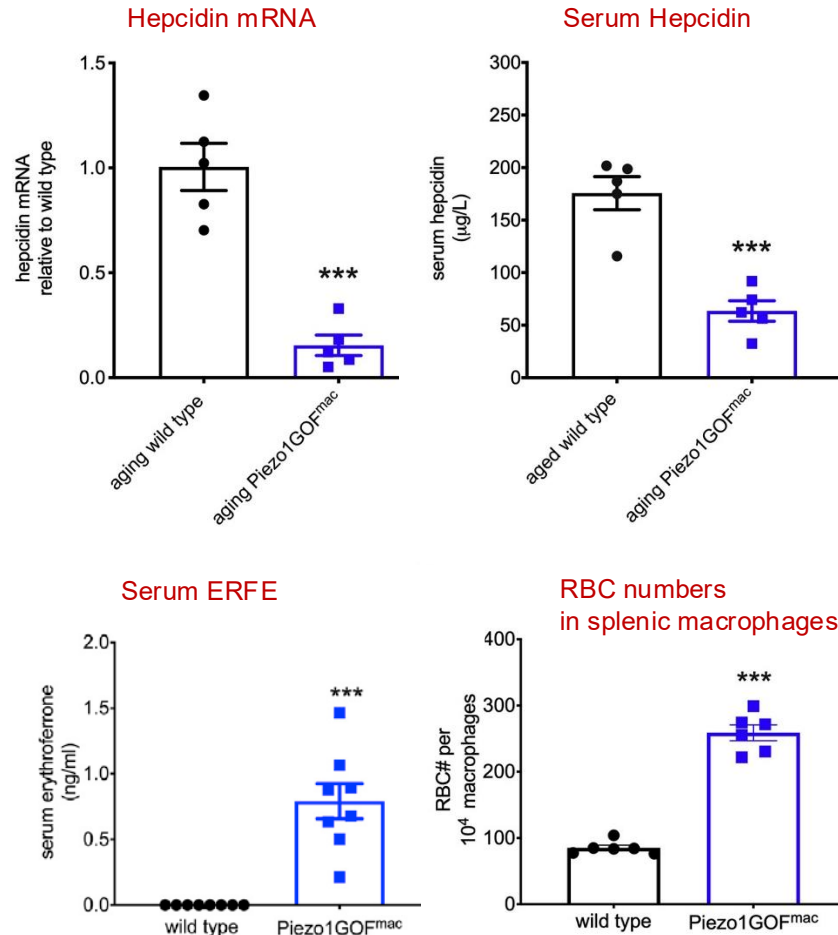 Hepcidin mRNA
hepcidin mRNA
relative to wild type
1.5
1.0
0.5
0.0
***
aging wild type
aging Piezo1GOFmac
Serum Hepcidin
serum hepcidin
(μg/L)
300
250
200
150
100
50
0
***
aged wild type
aging Piezo1GOFmac
Serum ERFE
serum erythroferrone
(ng/ml)
2.0
1.5
1.0
0.5
0.0
***
wild type
Piezo1GOFmac
RBC numbers
in splenic macrophages
RBC# per
10⁴ macrophages
400
300
200
100
0
***
wild type
Piezo1GOFmac